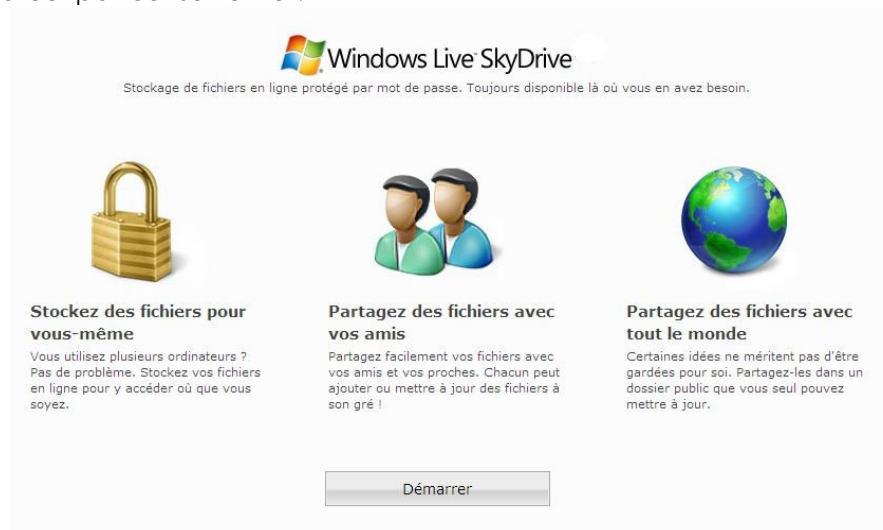 Windows Live SkyDrive
Stockage de fichiers en ligne protégé par mot de passe. Toujours disponible là où vous en avez besoin.
Stockez des fichiers pour
vous-même
Vous utilisez plusieurs ordinateurs ?
Pas de problème. Stockez vos fichiers
en ligne pour y accéder où que vous
soyez.
Partagez des fichiers avec
vos amis
Partagez facilement vos fichiers avec
vos amis et vos proches. Chacun peut
ajouter ou mettre à jour des fichiers à
son gré !
Partagez des fichiers avec
tout le monde
Certaines idées ne méritent pas d'être
gardées pour soi. Partagez-les dans un
dossier public que vous seul pouvez
mettre à jour.
Démarrer